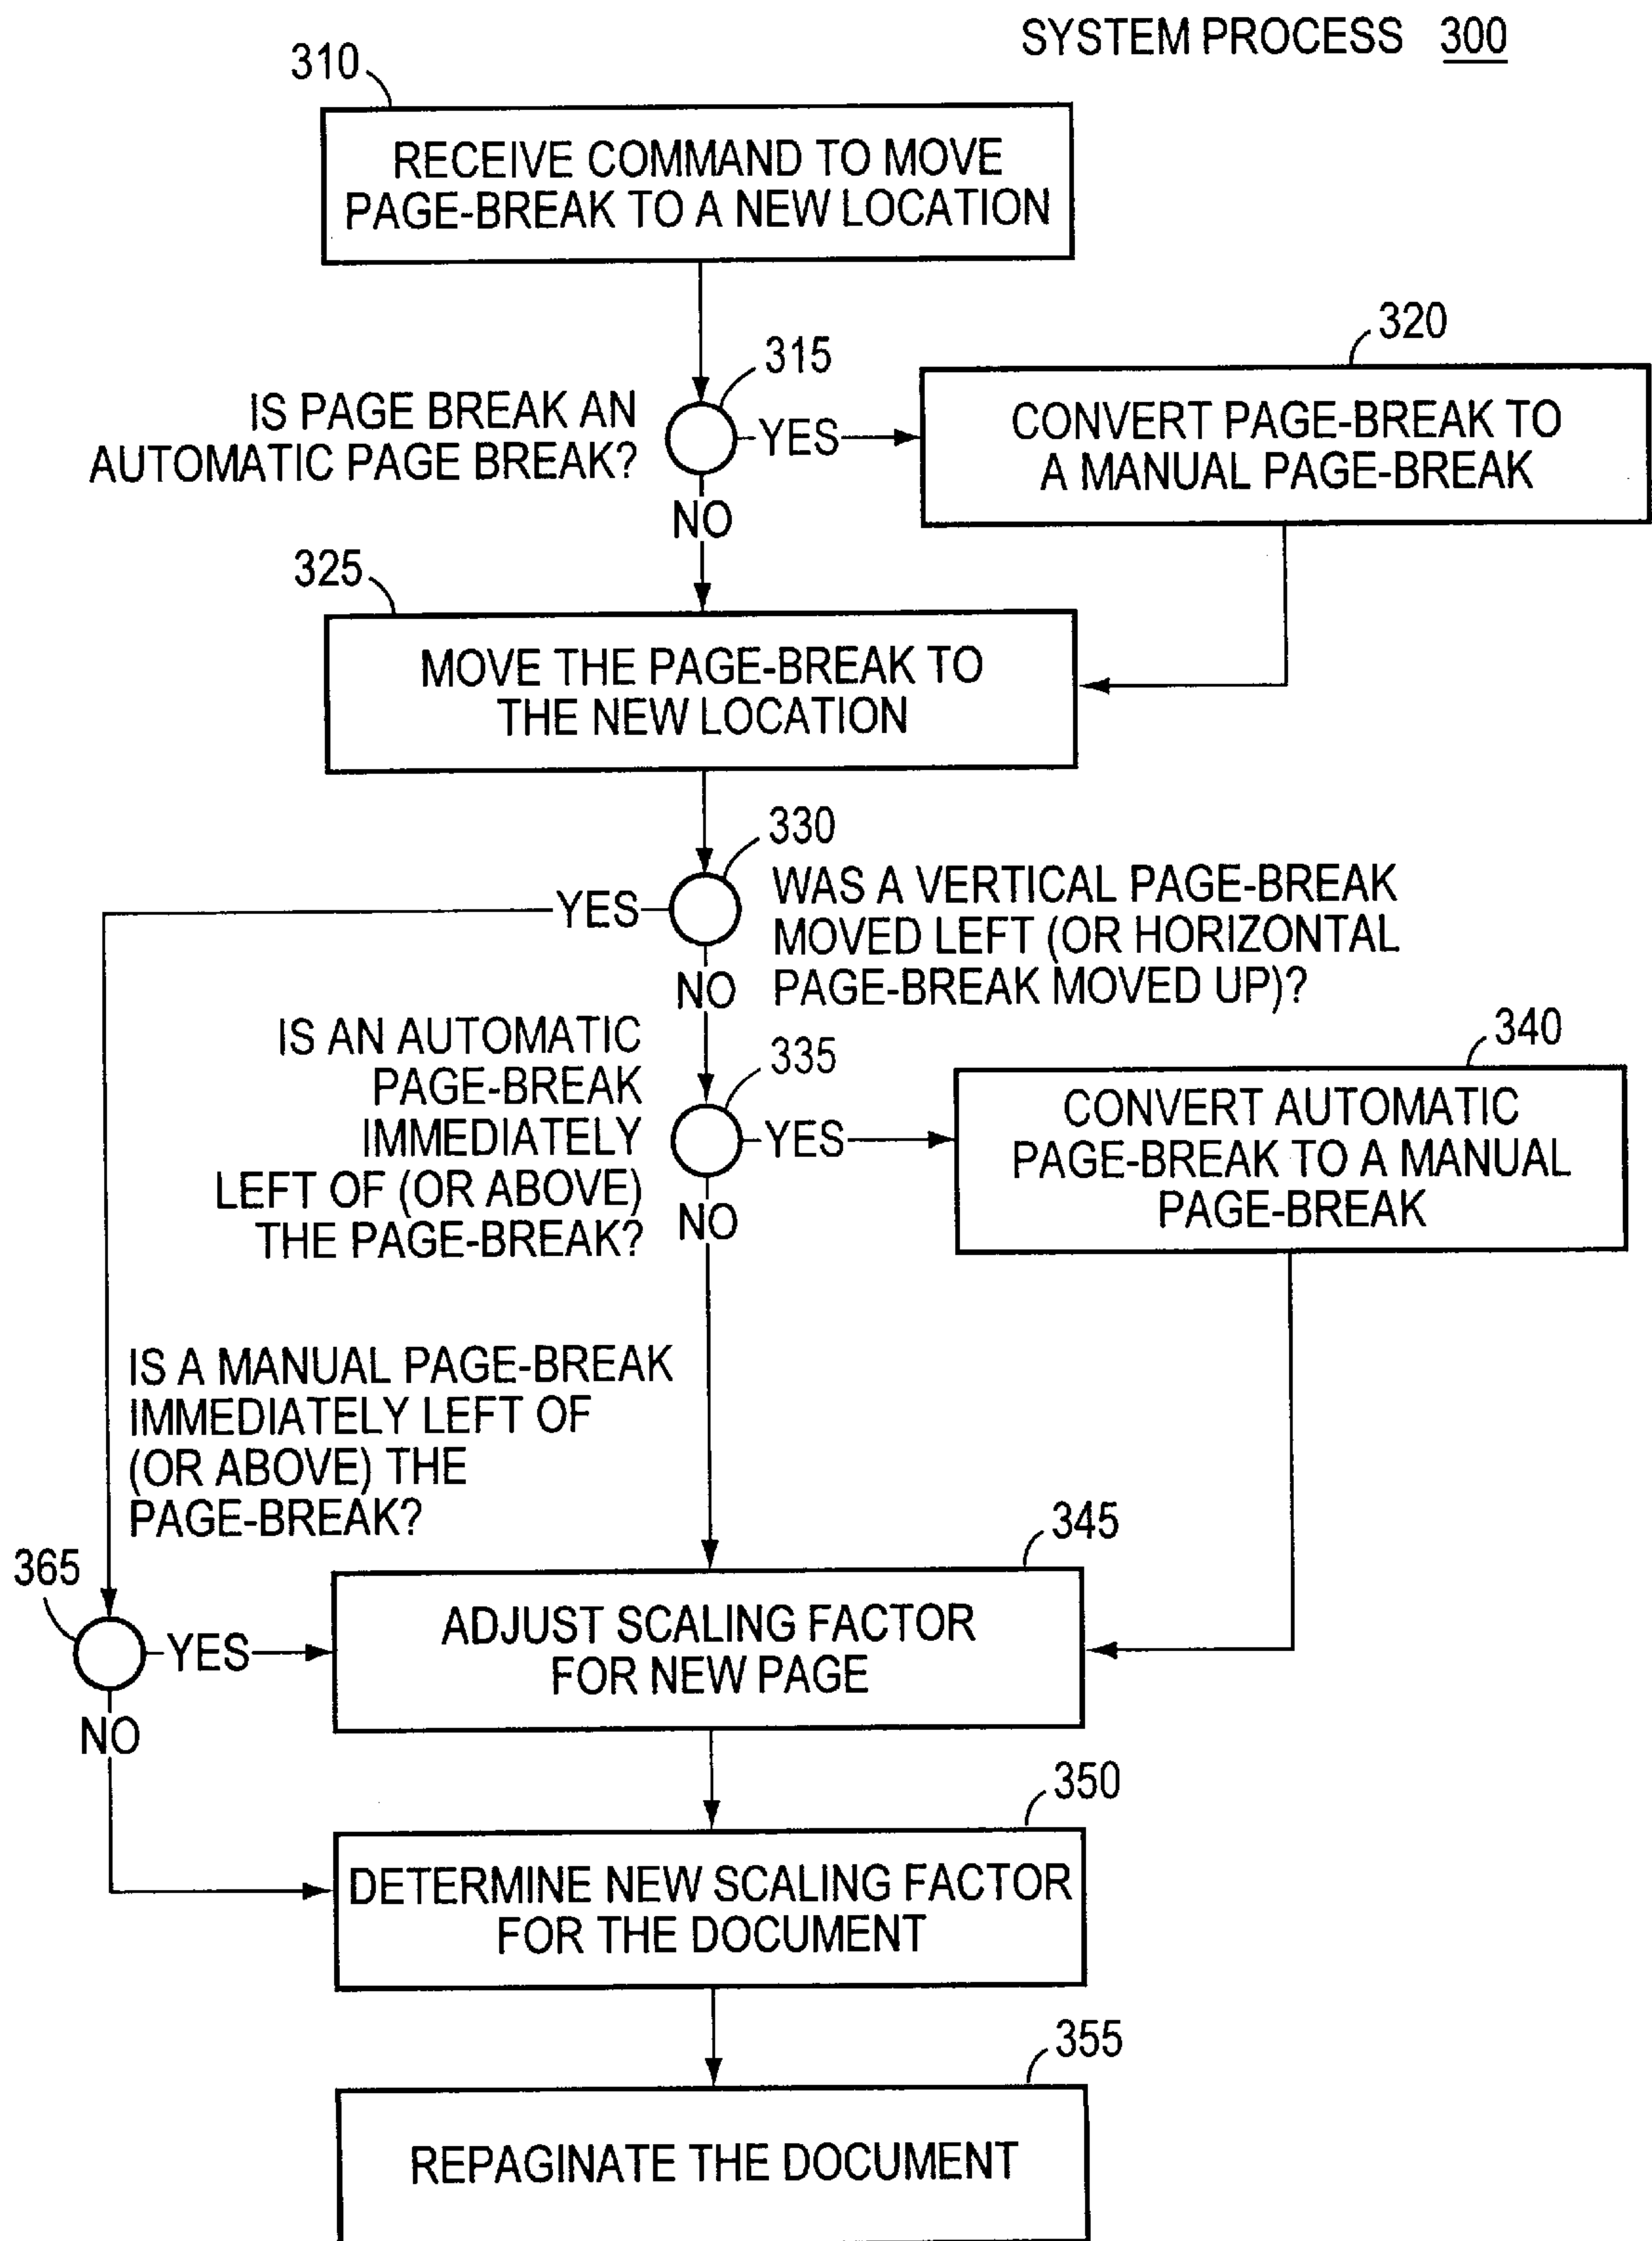 SYSTEM PROCESS 300
310
RECEIVE COMMAND TO MOVE
PAGE-BREAK TO A NEW LOCATION
315
IS PAGE BREAK AN
AUTOMATIC PAGE BREAK?
YES
NO
320
CONVERT PAGE-BREAK TO
A MANUAL PAGE-BREAK
325
MOVE THE PAGE-BREAK TO
THE NEW LOCATION
330
WAS A VERTICAL PAGE-BREAK
MOVED LEFT (OR HORIZONTAL
PAGE-BREAK MOVED UP)?
YES
NO
IS AN AUTOMATIC
PAGE-BREAK
IMMEDIATELY
LEFT OF (OR ABOVE)
THE PAGE-BREAK?
335
YES
NO
340
CONVERT AUTOMATIC
PAGE-BREAK TO A MANUAL
PAGE-BREAK
IS A MANUAL PAGE-BREAK
IMMEDIATELY LEFT OF
(OR ABOVE) THE
PAGE-BREAK?
365
YES
NO
345
ADJUST SCALING FACTOR
FOR NEW PAGE
350
DETERMINE NEW SCALING FACTOR
FOR THE DOCUMENT
355
REPAGINATE THE DOCUMENT